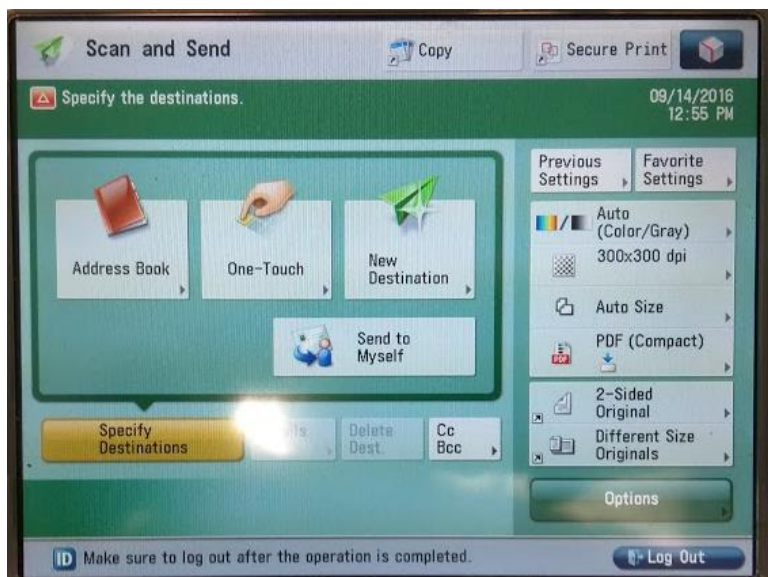 Scan and Send
Copy
Secure Print
Specify the destinations.
09/14/2016
12:55 PM
Previous
Settings
Favorite
Settings
Address Book
One-Touch
New
Destination
Send to
Myself
Auto
(Color/Gray)
300x300 dpi
Auto Size
PDF (Compact)
PDF
2-Sided
Original
Different Size
Originals
Specify
Destinations
Delete
Dest.
Cc
Bcc
Options
ID Make sure to log out after the operation is completed.
Log Out